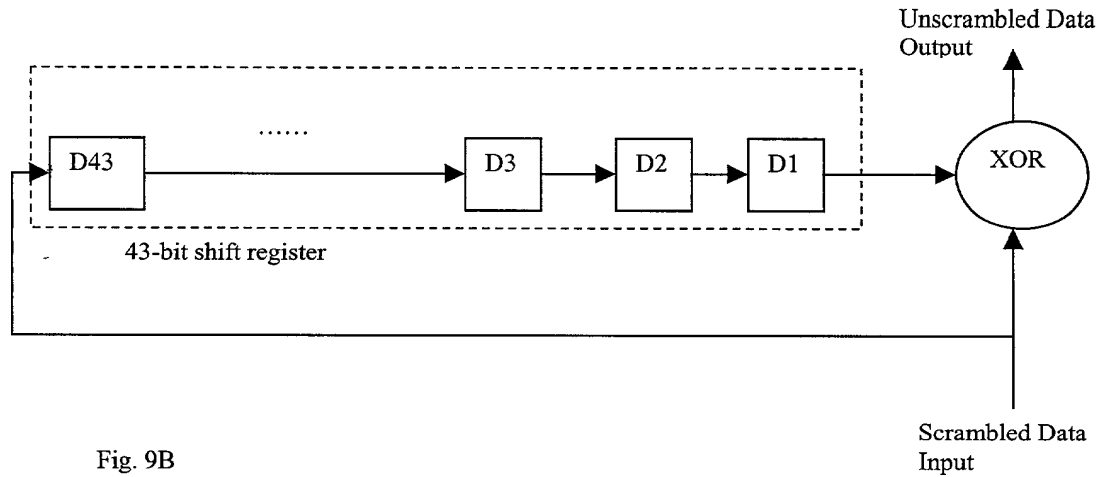 Unscrambled Data
Output
......
D43
D3
D2
D1
XOR
43-bit shift register
Scrambled Data
Input
Fig. 9B